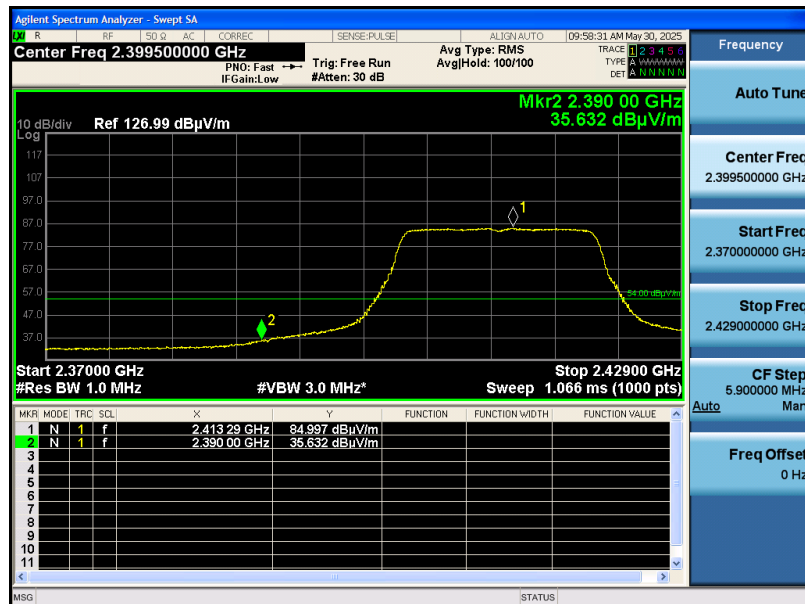 Agilent Spectrum Analyzer - Swept SA
LXI R RF 50 Ω AC CORREC SENSE:PULSE ALIGN AUTO 09:58:31 AM May 30, 2025
Center Freq 2.399500000 GHz
PNO: Fast
IFGain:Low
Trig: Free Run
#Atten: 30 dB
Avg Type: RMS
Avg|Hold: 100/100
TRACE 1 2 3 4 5 6
TYPE A WWWWW
DET A N N N N N
Mkr2 2.390 00 GHz
35.632 dBµV/m
10 dB/div Ref 126.99 dBµV/m
Log
117
107
97.0
87.0
77.0
67.0
57.0
47.0
37.0
1
2
54.00 dBµV/m
Start 2.37000 GHz Stop 2.42900 GHz
#Res BW 1.0 MHz #VBW 3.0 MHz* Sweep 1.066 ms (1000 pts)
MKR MODE TRC SCL X Y FUNCTION FUNCTION WIDTH FUNCTION VALUE
1 N 1 f 2.413 29 GHz 84.997 dBµV/m
2 N 1 f 2.390 00 GHz 35.632 dBµV/m
3
4
5
6
7
8
9
10
11
MSG STATUS
Frequency
Auto Tune
Center Freq
2.399500000 GHz
Start Freq
2.370000000 GHz
Stop Freq
2.429000000 GHz
CF Step
5.900000 MHz
Auto Man
Freq Offset
0 Hz